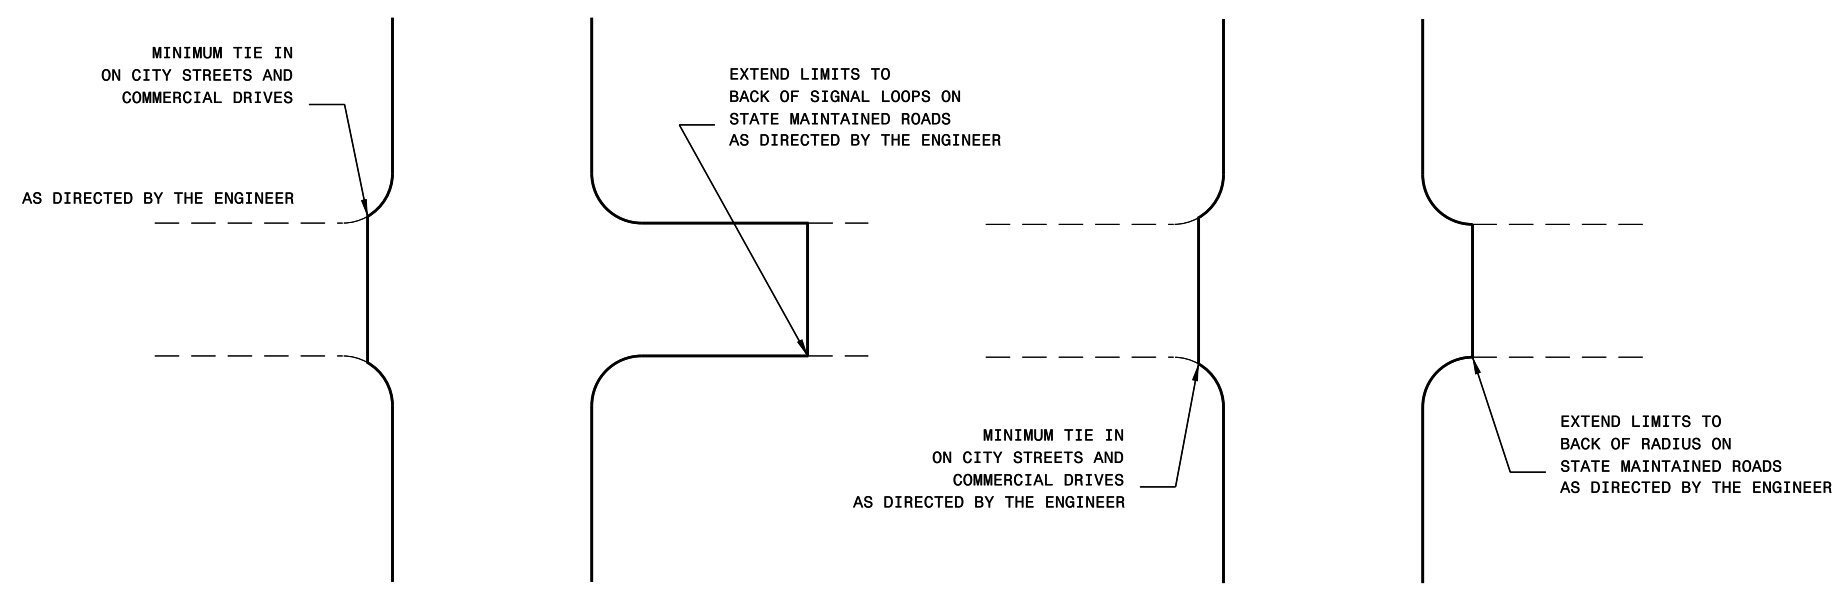 MINIMUM TIE IN
ON CITY STREETS AND
COMMERCIAL DRIVES
AS DIRECTED BY THE ENGINEER
EXTEND LIMITS TO
BACK OF SIGNAL LOOPS ON
STATE MAINTAINED ROADS
AS DIRECTED BY THE ENGINEER
MINIMUM TIE IN
ON CITY STREETS AND
COMMERCIAL DRIVES
AS DIRECTED BY THE ENGINEER
EXTEND LIMITS TO
BACK OF RADIUS ON
STATE MAINTAINED ROADS
AS DIRECTED BY THE ENGINEER